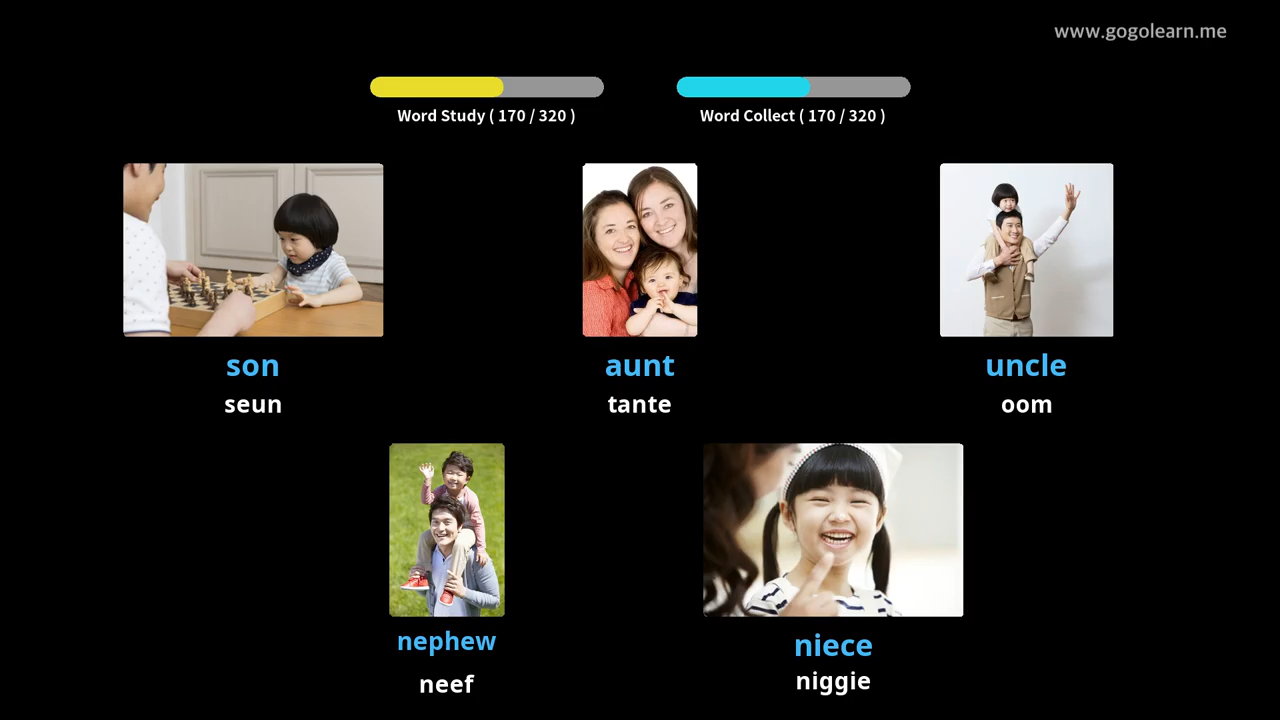 www.gogolearn.me
Word Study ( 170 / 320 )
Word Collect ( 170 / 320 )
son
seun
aunt
tante
uncle
oom
nephew
neef
niece
niggie